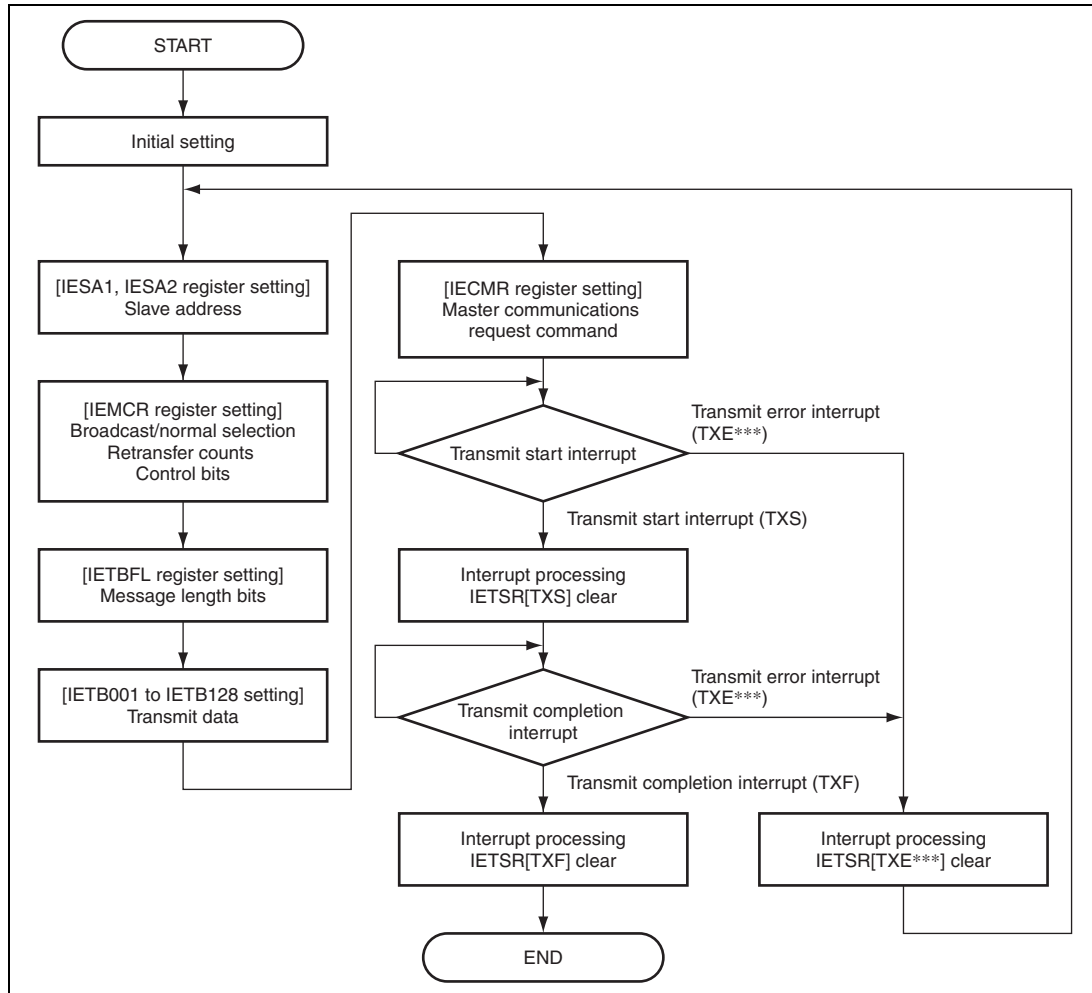 START
Initial setting
[IESA1, IESA2 register setting]
Slave address
[IEMCR register setting]
Broadcast/normal selection
Retransfer counts
Control bits
[IETBFL register setting]
Message length bits
[IETB001 to IETB128 setting]
Transmit data
[IECMR register setting]
Master communications
request command
Transmit start interrupt
Transmit error interrupt
(TXE***)
Transmit start interrupt (TXS)
Interrupt processing
IETSR[TXS] clear
Transmit completion
interrupt
Transmit error interrupt
(TXE***)
Transmit completion interrupt (TXF)
Interrupt processing
IETSR[TXF] clear
Interrupt processing
IETSR[TXE***] clear
END